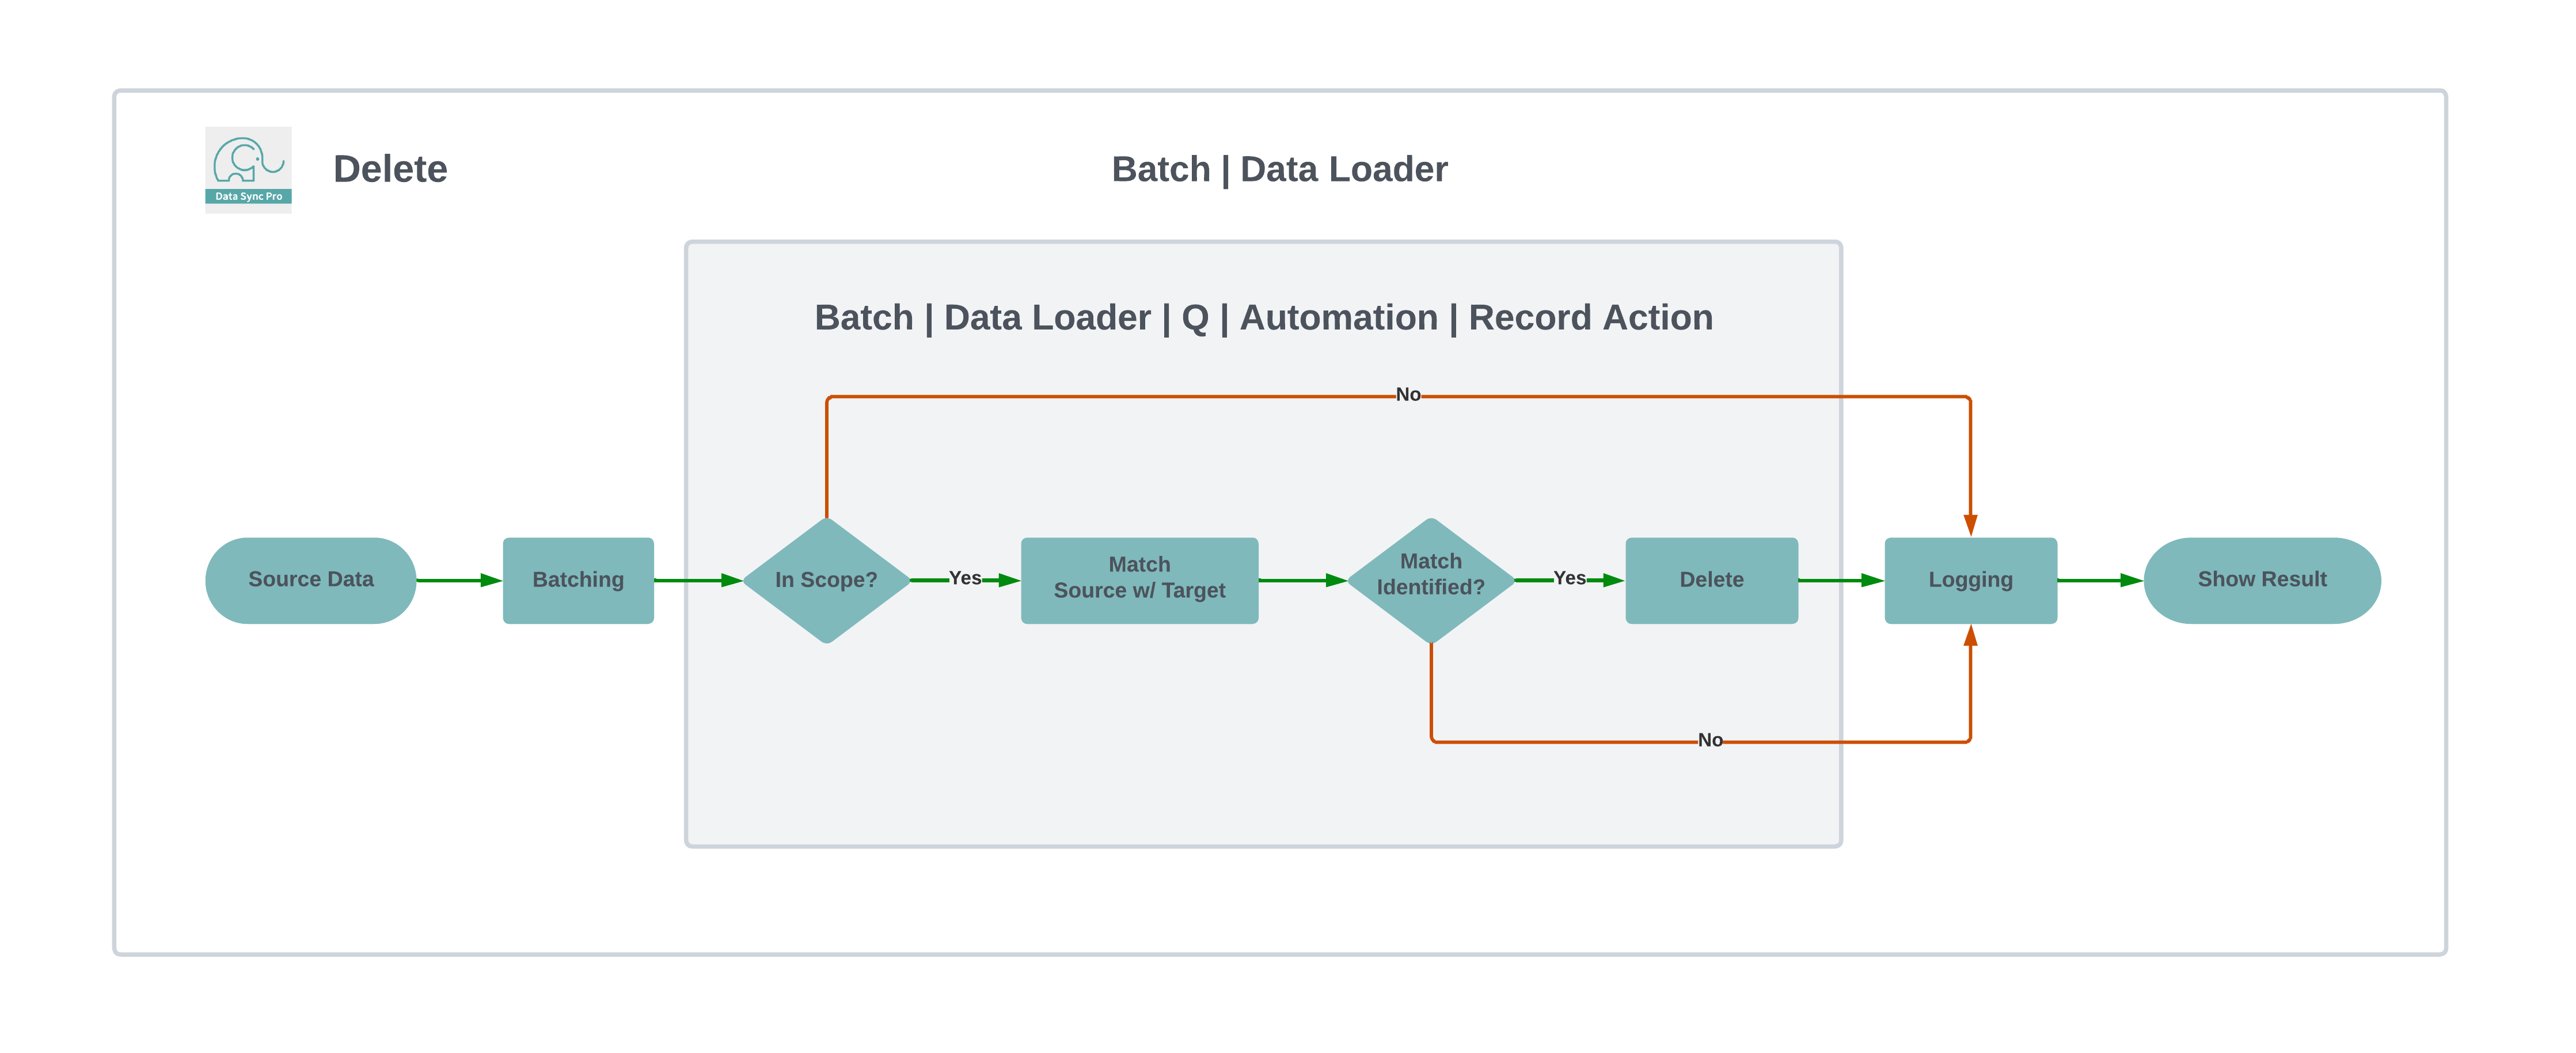 Data Sync Pro
Delete
Batch | Data Loader
Batch | Data Loader | Q | Automation | Record Action
No
Source Data
Batching
In Scope?
Yes
Match
Source w/ Target
Match
Identified?
Yes
Delete
Logging
Show Result
No